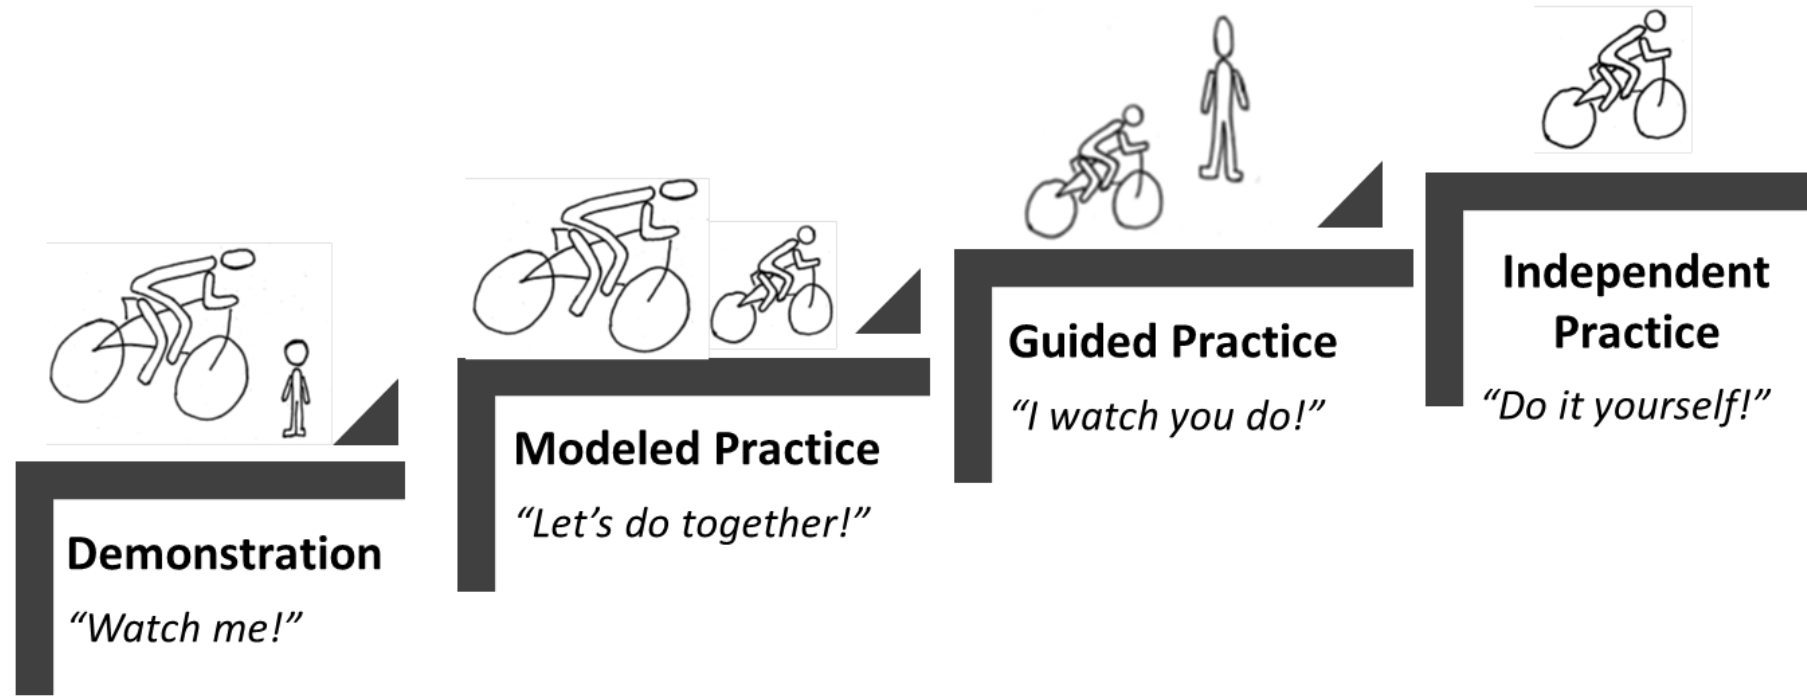 Demonstration
“Watch me!”
Modeled Practice
“Let’s do together!”
Guided Practice
“I watch you do!”
Independent
Practice
“Do it yourself!”